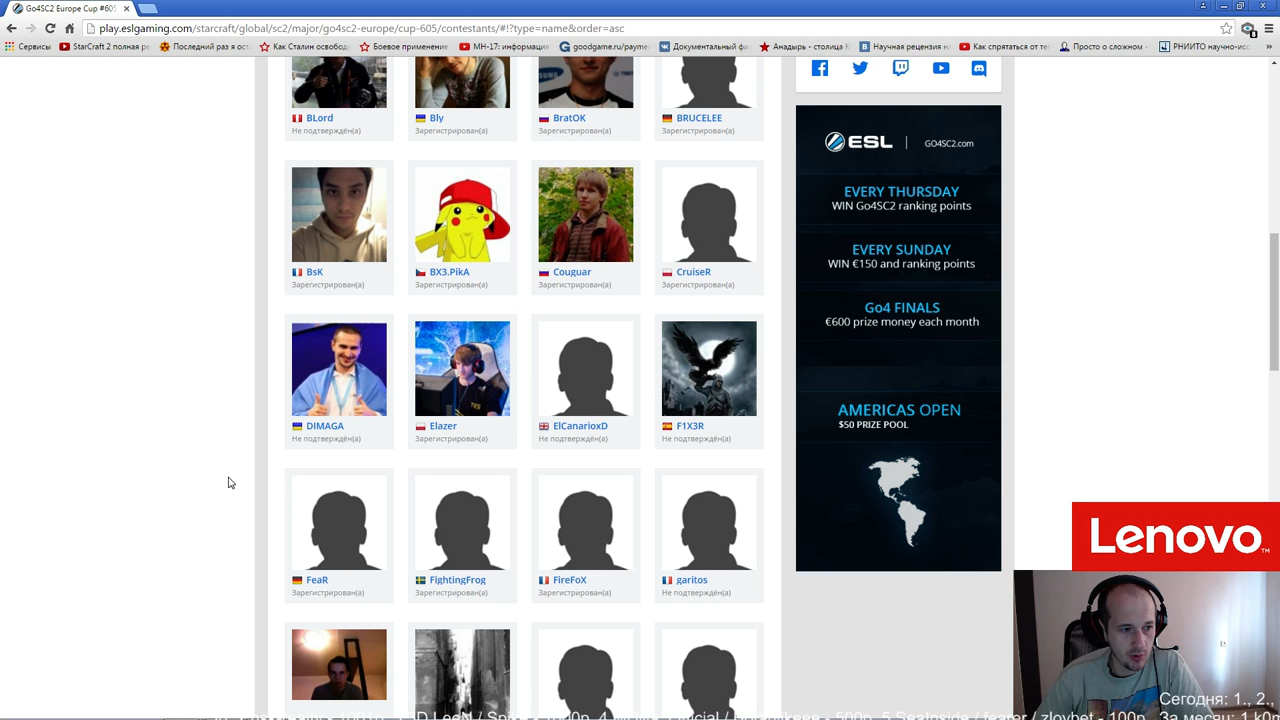 Go4SC2 Europe Cup #605
play.eslgaming.com/starcraft/global/sc2/major/go4sc2-europe/cup-605/contestants/#!?type=name&order=asc
Сервисы StarCraft 2 полная ре Последний раз я ост Как Сталин освободи Боевое применение МН-17: информация goodgame.ru/payme Документальный фи Анадырь - столица К Научная рецензия н Как спрятаться от те Просто о сложном - РНИИТО научно-исс
BLord Bly BratOK BRUCELEE
Не подтверждён(а) Зарегистрирован(а) Зарегистрирован(а) Зарегистрирован(а)
BsK BX3.PikA Couguar CruiseR
Зарегистрирован(а) Зарегистрирован(а) Зарегистрирован(а) Зарегистрирован(а)
DIMAGA Elazer ElCanarioxD F1X3R
Не подтверждён(а) Зарегистрирован(а) Не подтверждён(а) Не подтверждён(а)
FeaR FightingFrog FireFoX garitos
Зарегистрирован(а) Зарегистрирован(а) Зарегистрирован(а) Не подтверждён(а)
ESL | GO4SC2.com
EVERY THURSDAY
WIN Go4SC2 ranking points
EVERY SUNDAY
WIN €150 and ranking points
Go4 FINALS
€600 prize money each month
AMERICAS OPEN
$50 PRIZE POOL
Lenovo™
Сегодня: 1., 2.,